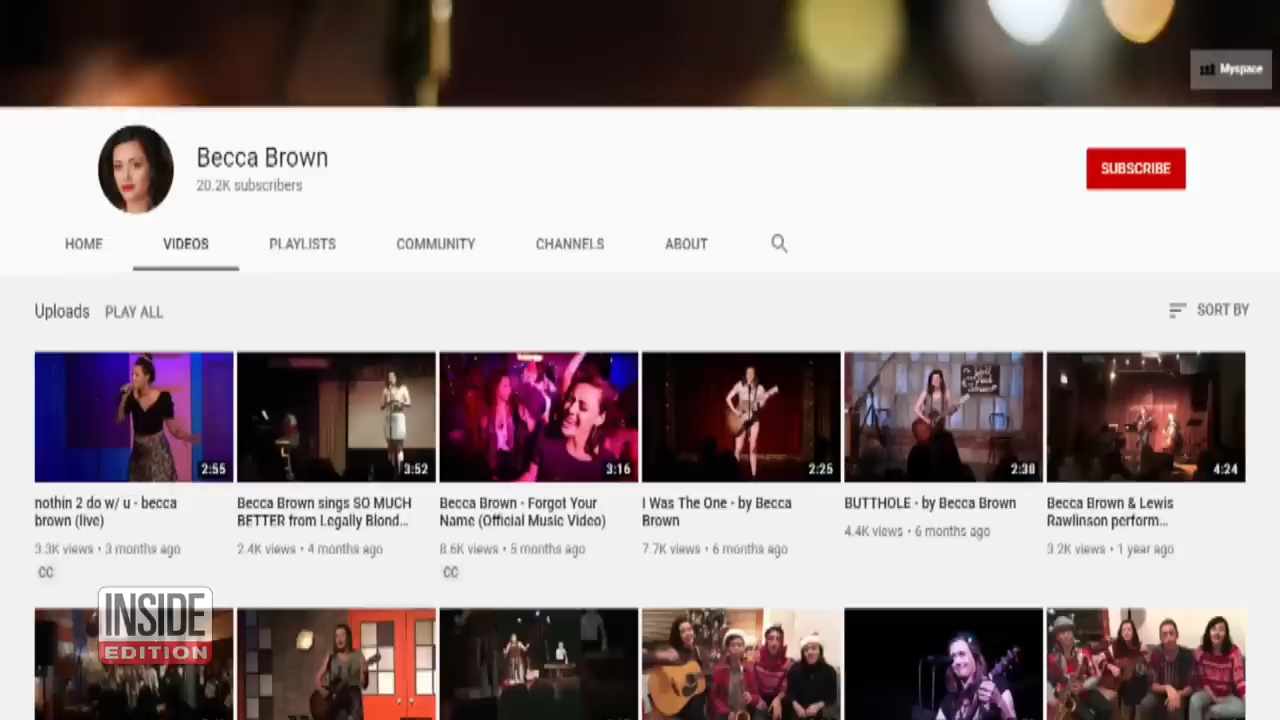 Myspace
Becca Brown
20.2K subscribers
SUBSCRIBE
HOME VIDEOS PLAYLISTS COMMUNITY CHANNELS ABOUT
Uploads PLAY ALL SORT BY
2:55 3:52 3:16 2:25 2:38 4:24
nothin 2 do w/ u - becca
brown (live)
3.3K views • 3 months ago
CC
Becca Brown sings SO MUCH
BETTER from Legally Blond...
2.4K views • 4 months ago
Becca Brown - Forgot Your
Name (Official Music Video)
8.6K views • 5 months ago
CC
I Was The One - by Becca
Brown
7.7K views • 6 months ago
BUTTHOLE - by Becca Brown
4.4K views • 6 months ago
Becca Brown & Lewis
Rawlinson perform...
3.2K views • 1 year ago
INSIDE
EDITION